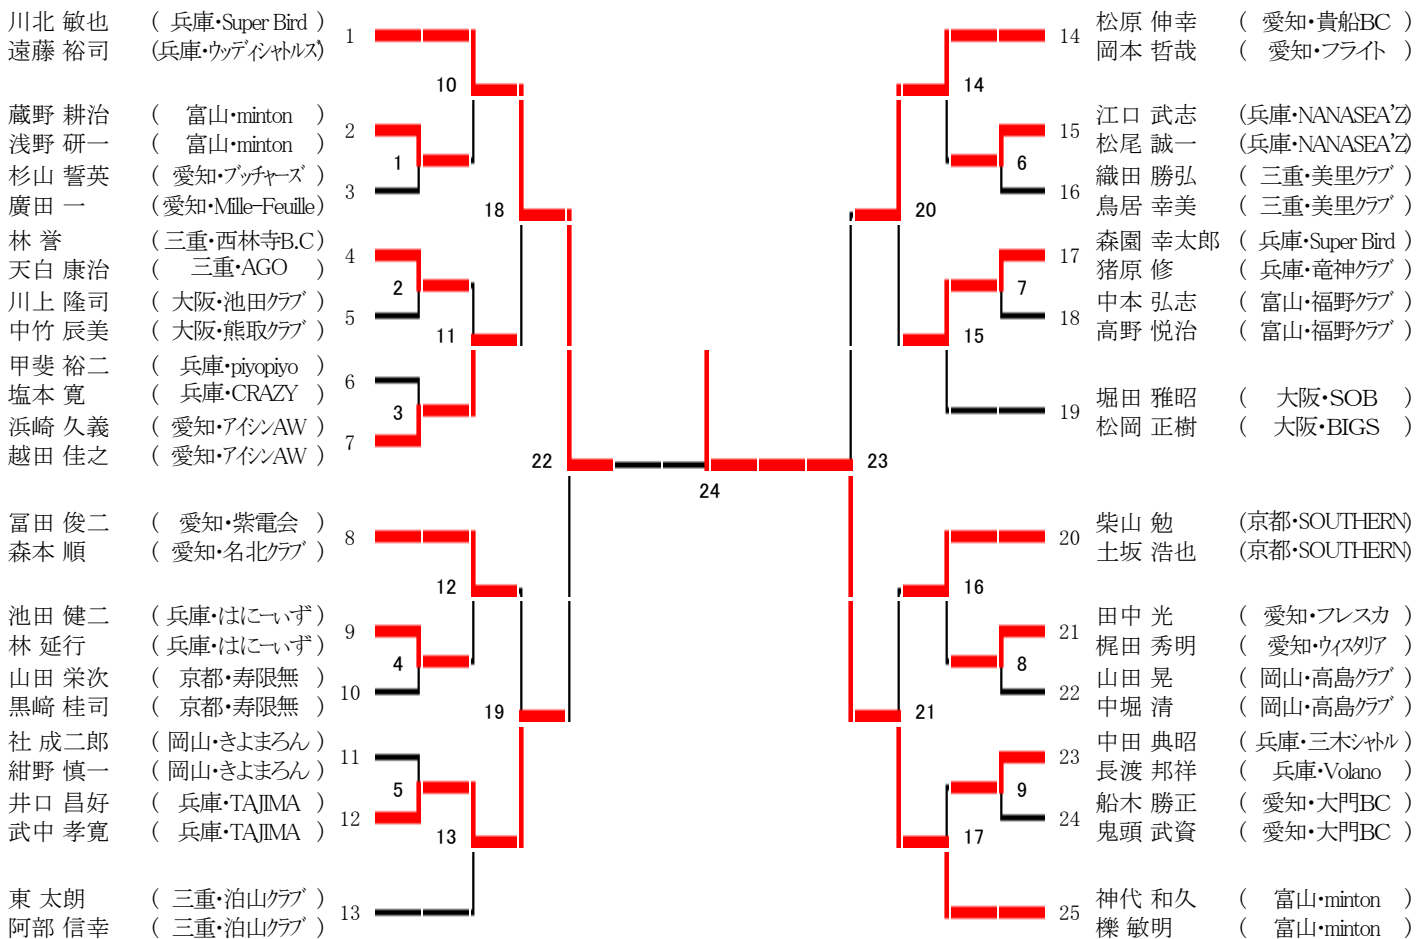 川北 敏也 ( 兵庫・Super Bird ) 1
遠藤 裕司 (兵庫・ウッディシャトルズ)
10
蔵野 耕治 ( 富山・minton ) 2
浅野 研一 ( 富山・minton )
1
杉山 誓英 ( 愛知・ブッチャーズ ) 3
廣田 一 (愛知・Mille-Feuille)
18
林 誉 ( 三重・西林寺B.C ) 4
天白 康治 ( 三重・AGO )
2
川上 隆司 ( 大阪・池田クラブ ) 5
中竹 辰美 ( 大阪・熊取クラブ )
11
甲斐 裕二 ( 兵庫・piyopiyo ) 6
塩本 寛 ( 兵庫・CRAZY )
3
浜崎 久義 ( 愛知・アイシンAW ) 7
越田 佳之 ( 愛知・アイシンAW )
22
冨田 俊二 ( 愛知・紫電会 ) 8
森本 順 ( 愛知・名北クラブ )
12
池田 健二 ( 兵庫・はにーいず ) 9
林 延行 ( 兵庫・はにーいず )
4
山田 栄次 ( 京都・寿限無 ) 10
黒﨑 桂司 ( 京都・寿限無 )
19
社 成二郎 ( 岡山・きよまろん ) 11
紺野 慎一 ( 岡山・きよまろん )
5
井口 昌好 ( 兵庫・TAJIMA ) 12
武中 孝寛 ( 兵庫・TAJIMA )
13
東 太朗 ( 三重・泊山クラブ ) 13
阿部 信幸 ( 三重・泊山クラブ )
24
14 松原 伸幸 ( 愛知・貴船BC )
岡本 哲哉 ( 愛知・フライト )
14
15 江口 武志 (兵庫・NANASEA'Z)
松尾 誠一 (兵庫・NANASEA'Z)
6
16 織田 勝弘 ( 三重・美里クラブ )
鳥居 幸美 ( 三重・美里クラブ )
20
17 森園 幸太郎 ( 兵庫・Super Bird )
猪原 修 ( 兵庫・竜神クラブ )
7
18 中本 弘志 ( 富山・福野クラブ )
高野 悦治 ( 富山・福野クラブ )
15
19 堀田 雅昭 ( 大阪・SOB )
松岡 正樹 ( 大阪・BIGS )
23
20 柴山 勉 (京都・SOUTHERN)
土坂 浩也 (京都・SOUTHERN)
16
21 田中 光 ( 愛知・フレスカ )
梶田 秀明 ( 愛知・ウィスタリア )
8
22 山田 晃 ( 岡山・高島クラブ )
中堀 清 ( 岡山・高島クラブ )
21
23 中田 典昭 ( 兵庫・三木シャトル )
長渡 邦祥 ( 兵庫・Volano )
9
24 船木 勝正 ( 愛知・大門BC )
鬼頭 武資 ( 愛知・大門BC )
17
25 神代 和久 ( 富山・minton )
櫟 敏明 ( 富山・minton )